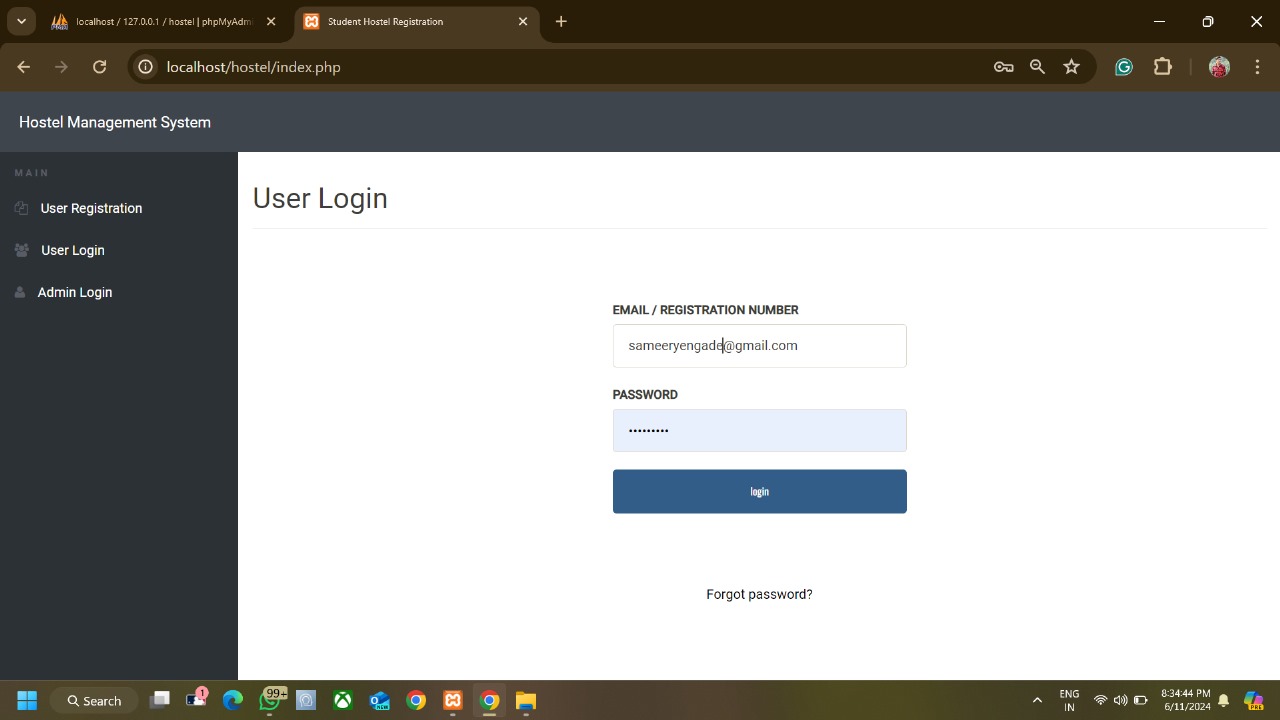 localhost / 127.0.0.1 / hostel | phpMyAdm
Student Hostel Registration
localhost/hostel/index.php
Hostel Management System
MAIN
User Registration
User Login
Admin Login
User Login
EMAIL / REGISTRATION NUMBER
sameeryengade@gmail.com
PASSWORD
•••••••••
login
Forgot password?
Search
1
99+
NEW
ENG
IN
8:34:44 PM
6/11/2024
PRE